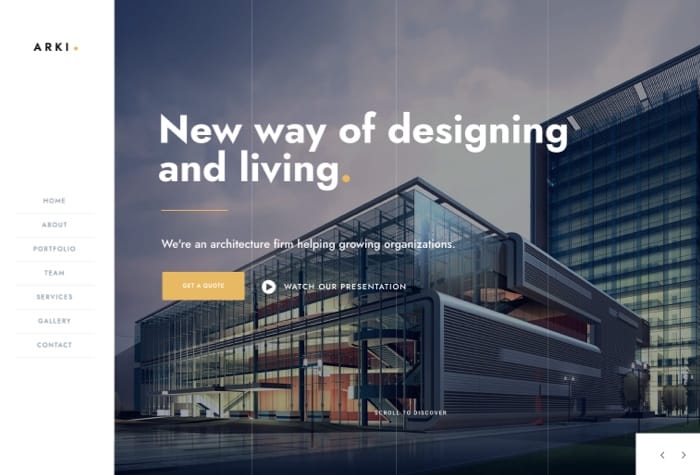 ARKI.
HOME
ABOUT
PORTFOLIO
TEAM
SERVICES
GALLERY
CONTACT
New way of designing
and living.
We're an architecture firm helping growing organizations.
GET A QUOTE
WATCH OUR PRESENTATION
SCROLL TO DISCOVER